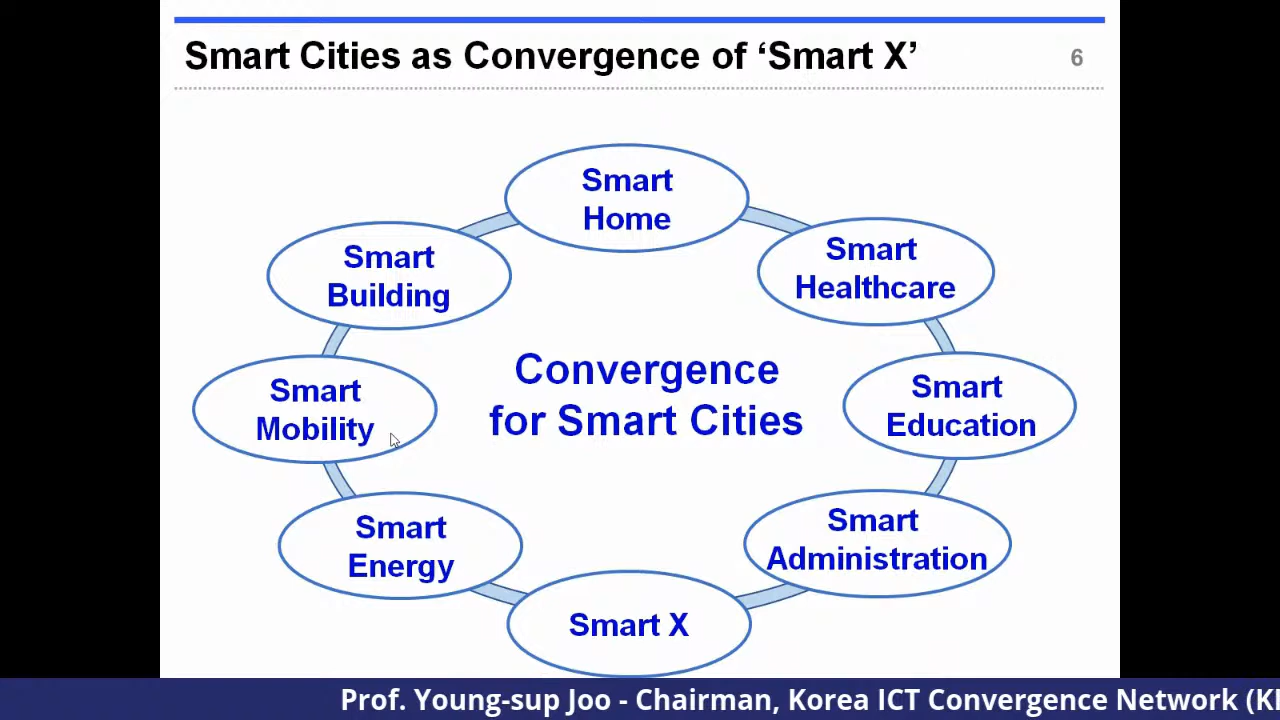 Smart Cities as Convergence of ‘Smart X’
6
Smart
Home
Smart
Building
Smart
Healthcare
Convergence
for Smart Cities
Smart
Mobility
Smart
Education
Smart
Energy
Smart
Administration
Smart X
Prof. Young-sup Joo - Chairman, Korea ICT Convergence Network (